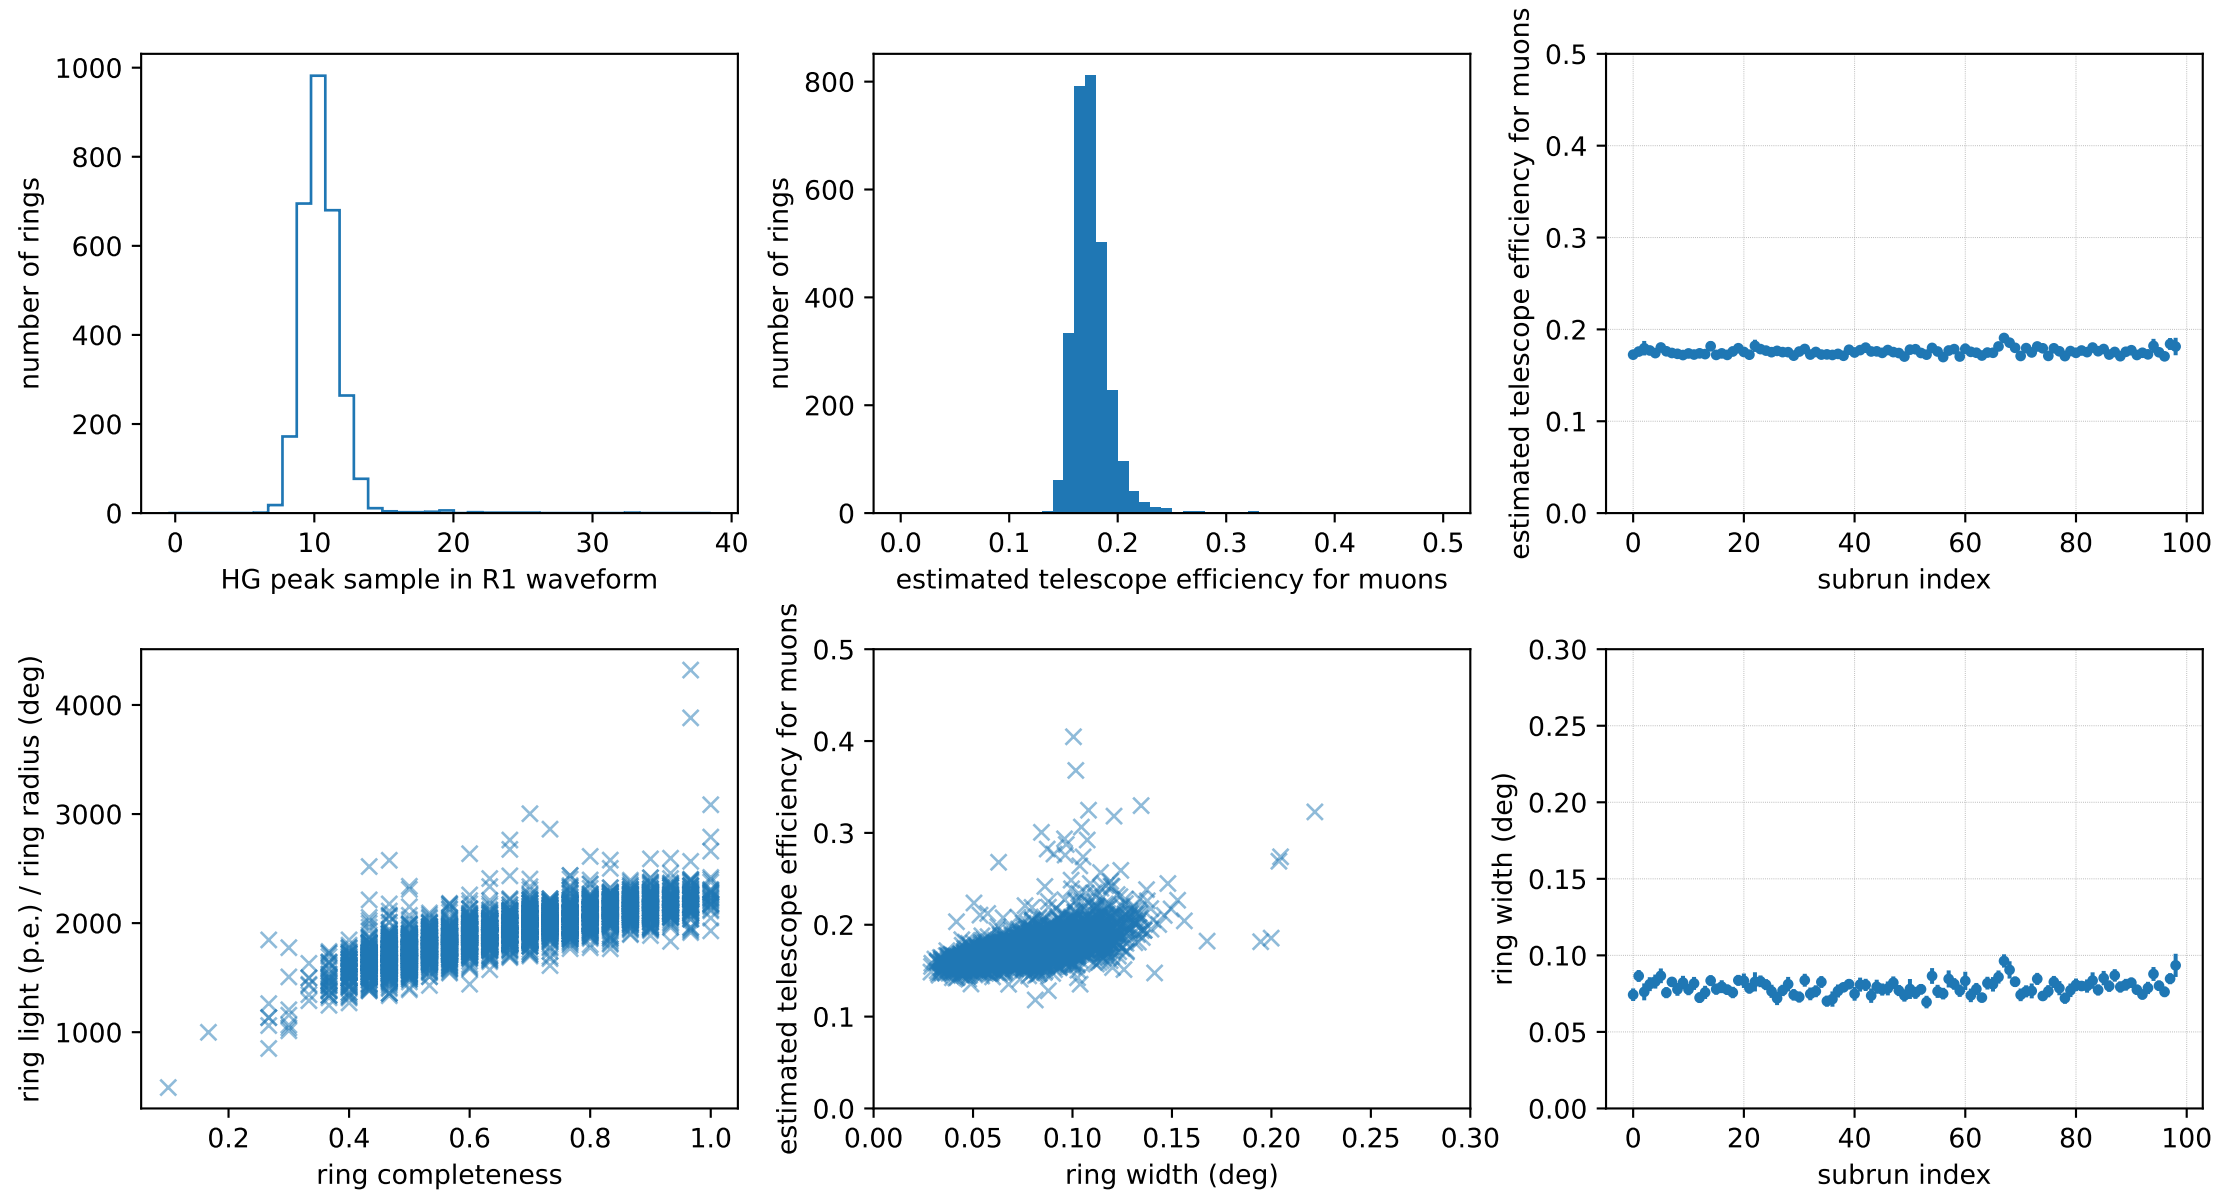 1000
800
600
400
200
0
number of rings
0 10 20 30 40
HG peak sample in R1 waveform
800
600
400
200
0
number of rings
0.0 0.1 0.2 0.3 0.4 0.5
estimated telescope efficiency for muons
0.5
0.4
0.3
0.2
0.1
0.0
estimated telescope efficiency for muons
0 20 40 60 80 100
subrun index
4000
3000
2000
1000
ring light (p.e.) / ring radius (deg)
0.2 0.4 0.6 0.8 1.0
ring completeness
0.5
0.4
0.3
0.2
0.1
0.0
estimated telescope efficiency for muons
0.00 0.05 0.10 0.15 0.20 0.25 0.30
ring width (deg)
0.30
0.25
0.20
0.15
0.10
0.05
0.00
ring width (deg)
0 20 40 60 80 100
subrun index